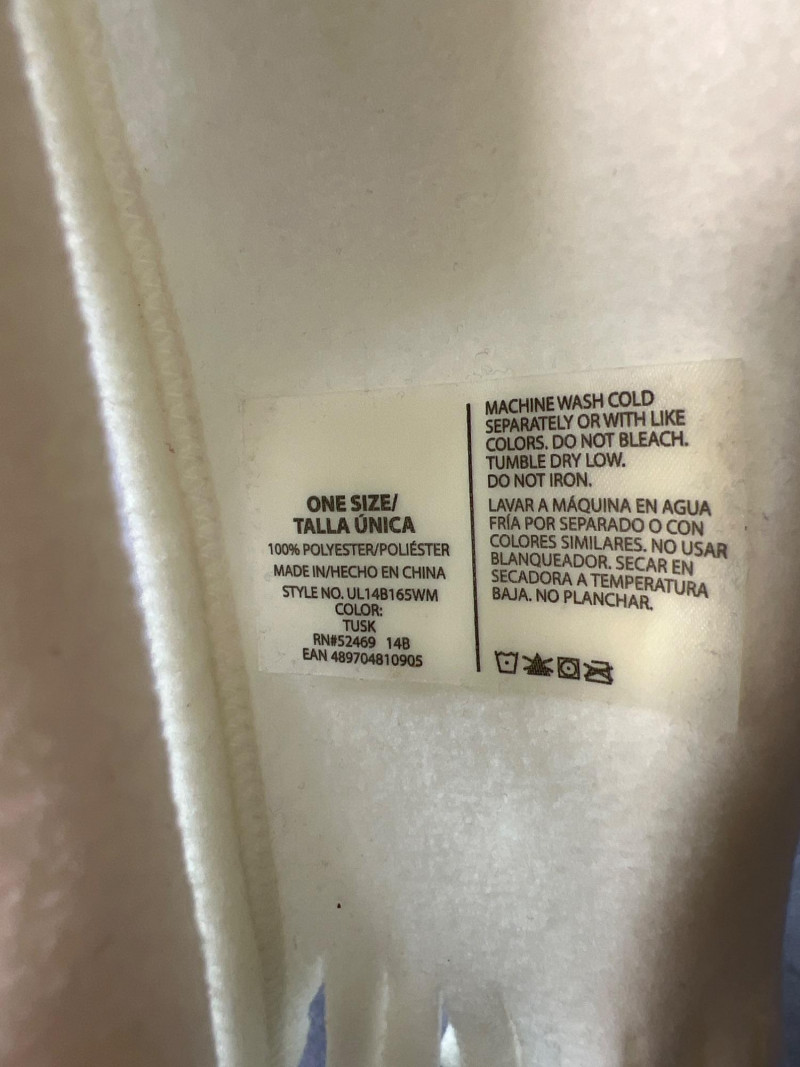 ONE SIZE/
TALLA ÚNICA
100% POLYESTER/POLIÉSTER
MADE IN/HECHO EN CHINA
STYLE NO. UL14B165WM
COLOR:
TUSK
RN#52469 14B
EAN 489704810905
MACHINE WASH COLD
SEPARATELY OR WITH LIKE
COLORS. DO NOT BLEACH.
TUMBLE DRY LOW.
DO NOT IRON.
LAVAR A MÁQUINA EN AGUA
FRÍA POR SEPARADO O CON
COLORES SIMILARES. NO USAR
BLANQUEADOR. SECAR EN
SECADORA A TEMPERATURA
BAJA. NO PLANCHAR.